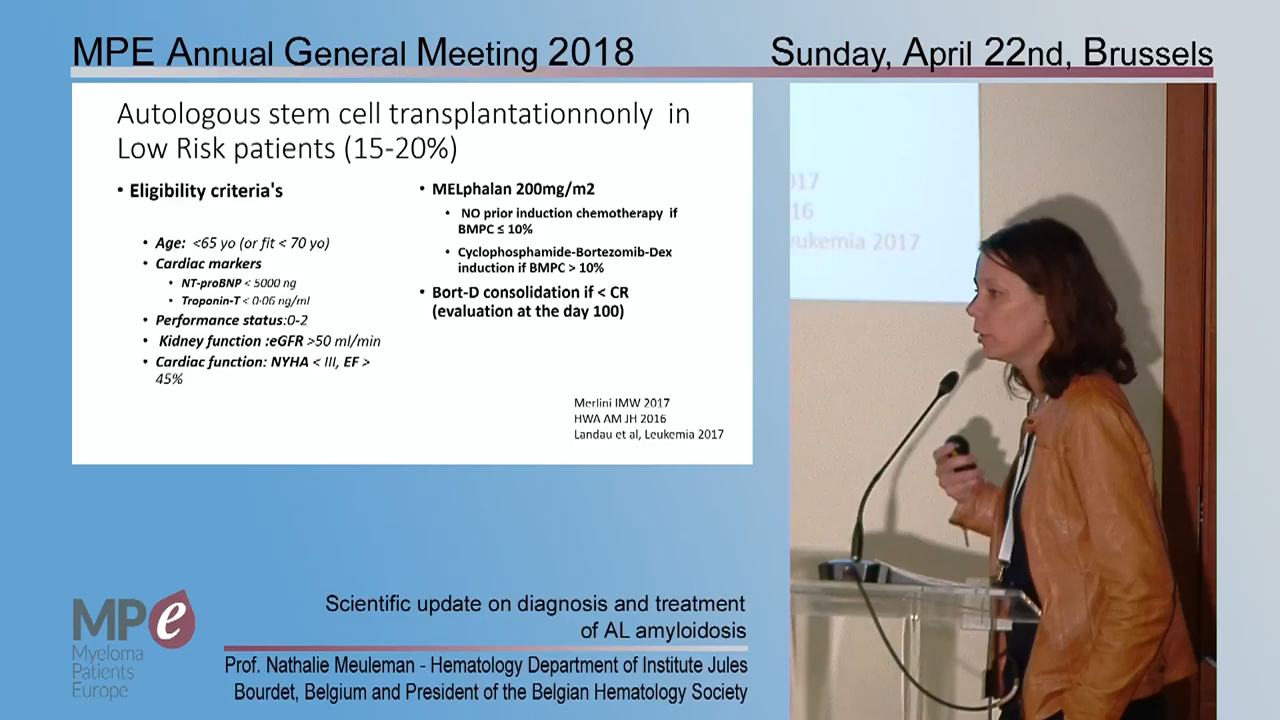 MPE Annual General Meeting 2018
Sunday, April 22nd, Brussels
Autologous stem cell transplantationnonly in
Low Risk patients (15-20%)
• Eligibility criteria's
• Age: <65 yo (or fit < 70 yo)
• Cardiac markers
• NT-proBNP < 5000 ng
• Troponin-T < 0·06 ng/ml
• Performance status:0-2
• Kidney function :eGFR >50 ml/min
• Cardiac function: NYHA < III, EF >
45%
• MELphalan 200mg/m2
• NO prior induction chemotherapy if
BMPC ≤ 10%
• Cyclophosphamide-Bortezomib-Dex
induction if BMPC > 10%
• Bort-D consolidation if < CR
(evaluation at the day 100)
Merlini IMW 2017
HWA AM JH 2016
Landau et al, Leukemia 2017
017
16
eukemia 2017
MPe
Myeloma
Patients
Europe
Scientific update on diagnosis and treatment
of AL amyloidosis
Prof. Nathalie Meuleman - Hematology Department of Institute Jules
Bourdet, Belgium and President of the Belgian Hematology Society